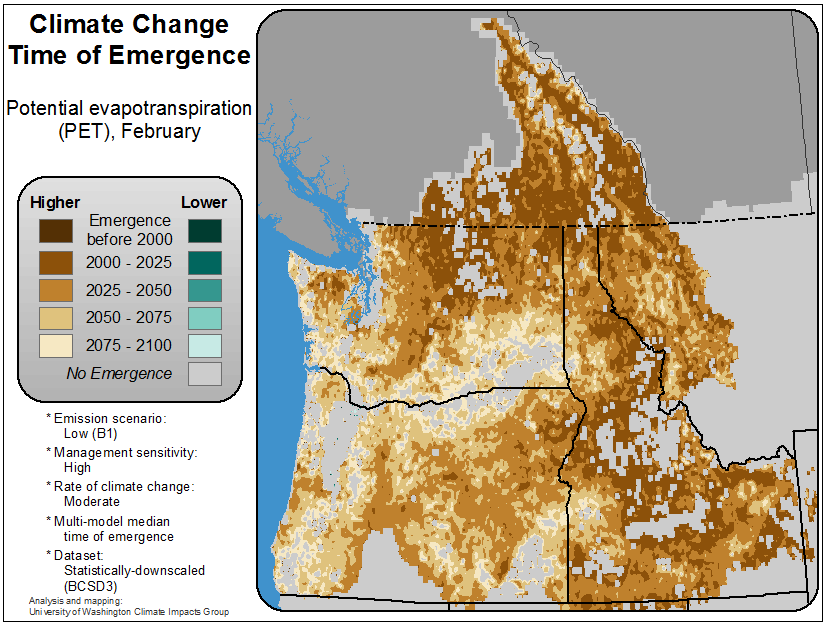 Climate Change
Time of Emergence
Potential evapotranspiration
(PET), February
Higher Lower
Emergence
before 2000
2000 - 2025
2025 - 2050
2050 - 2075
2075 - 2100
No Emergence
* Emission scenario:
Low (B1)
* Management sensitivity:
High
* Rate of climate change:
Moderate
* Multi-model median
time of emergence
* Dataset:
Statistically-downscaled
(BCSD3)
Analysis and mapping:
University of Washington Climate Impacts Group